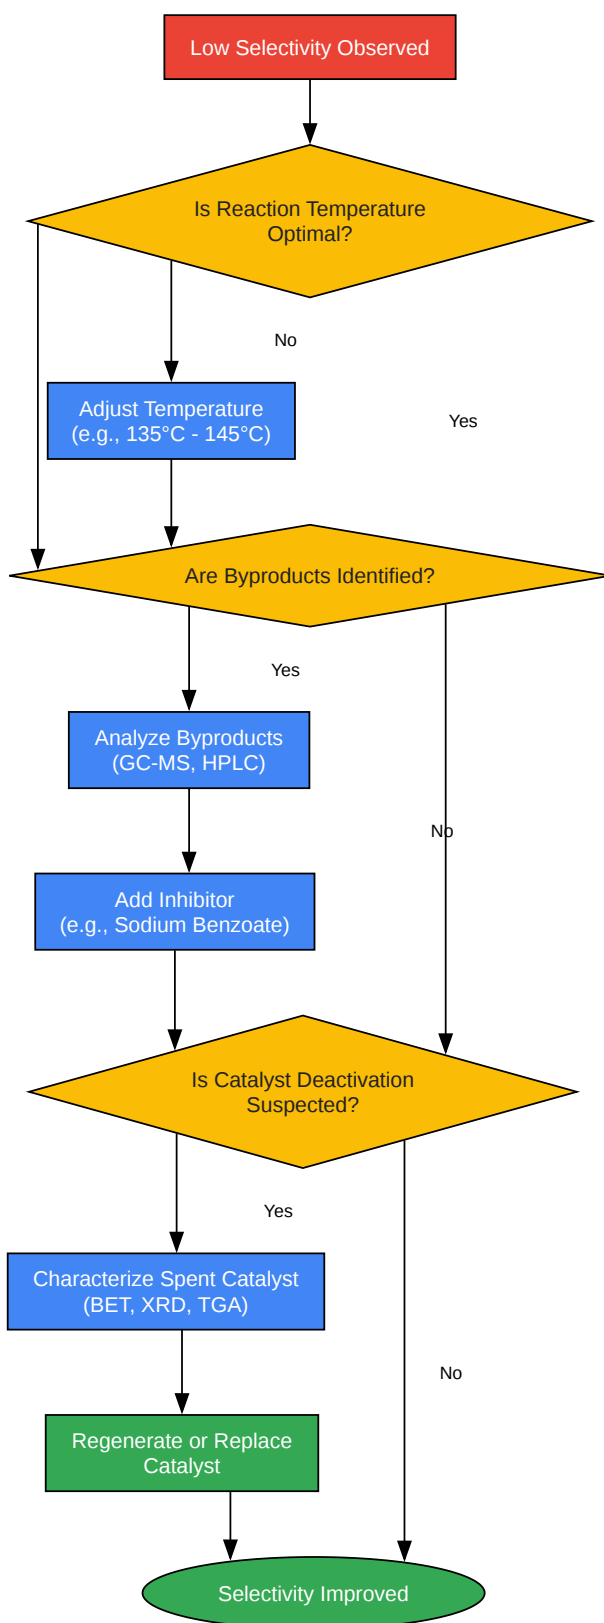 Low Selectivity Observed
Is Reaction Temperature
Optimal?
No
Adjust Temperature
(e.g., 135°C - 145°C)
Yes
Are Byproducts Identified?
Yes
Analyze Byproducts
(GC-MS, HPLC)
No
Add Inhibitor
(e.g., Sodium Benzoate)
Is Catalyst Deactivation
Suspected?
Yes
Characterize Spent Catalyst
(BET, XRD, TGA)
No
Regenerate or Replace
Catalyst
Selectivity Improved